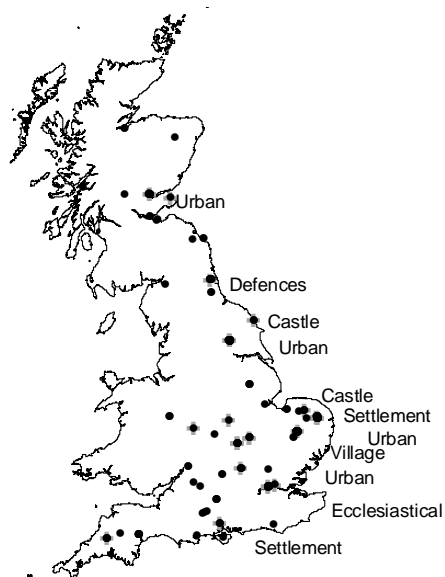 Urban
Defences
Castle
Urban
Castle
Settlement
Urban
Village
Urban
Ecclesiastical
Settlement